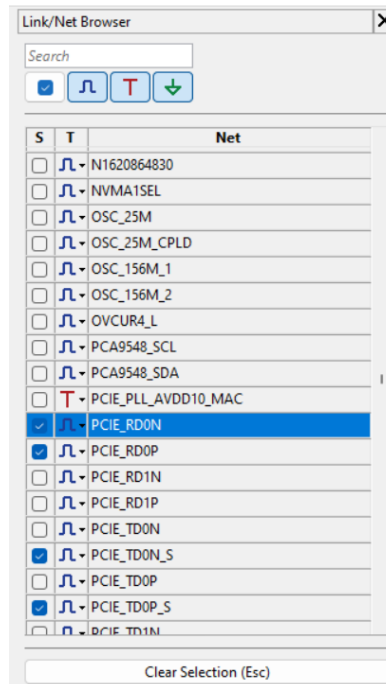 Link/Net Browser
Search
S T Net
N1620864830
NVMA1SEL
OSC_25M
OSC_25M_CPLD
OSC_156M_1
OSC_156M_2
OVCUR4_L
PCA9548_SCL
PCA9548_SDA
PCIE_PLL_AVDD10_MAC
PCIE_RD0N
PCIE_RD0P
PCIE_RD1N
PCIE_RD1P
PCIE_TD0N
PCIE_TD0N_S
PCIE_TD0P
PCIE_TD0P_S
PCIE_TD1N
Clear Selection (Esc)